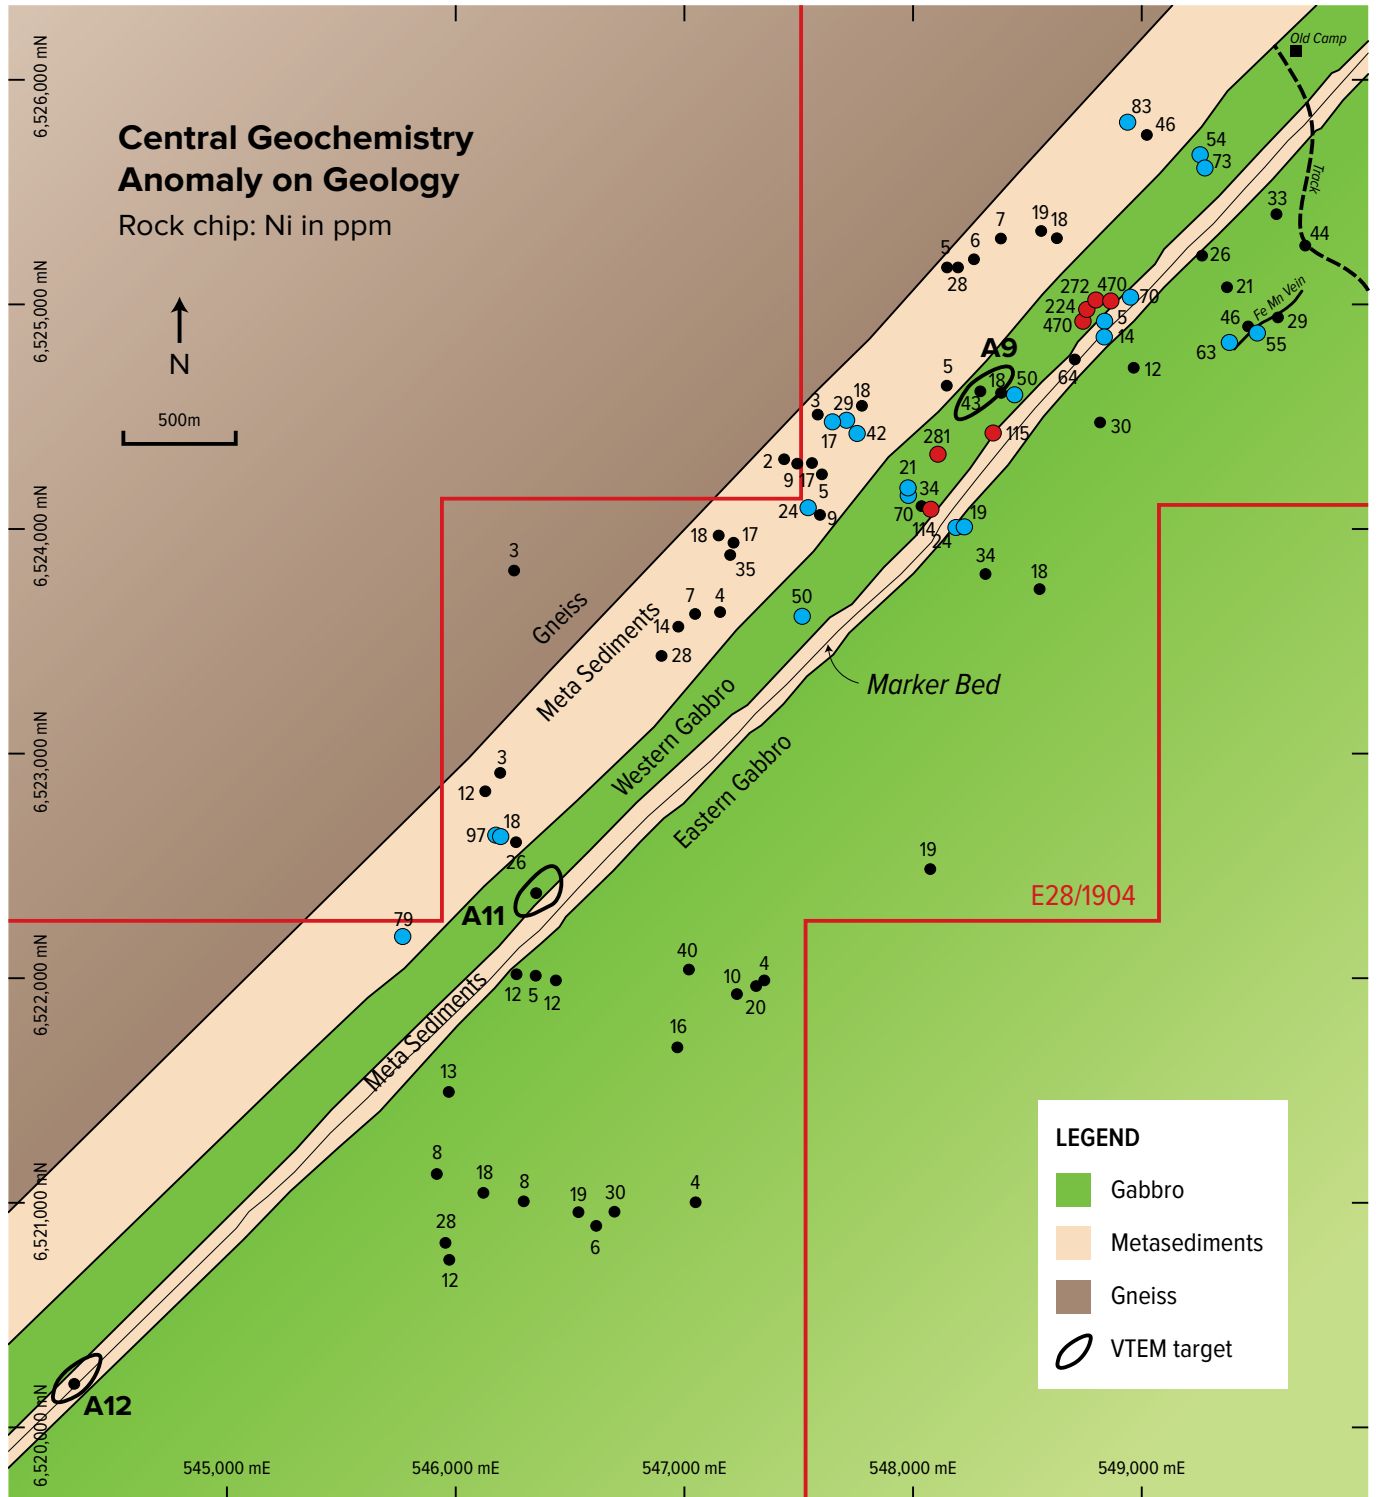 Old Camp
6,526,000 mN
Central Geochemistry
Anomaly on Geology
Rock chip: Ni in ppm
83
46
54
73
Track
33
7
19
18
44
5
6
26
28
21
Fe Mn Vein
272
470
70
6,525,000 mN
224
5
46
29
470
14
N
A9
63
55
5
18
50
64
12
43
500m
3
29
18
17
42
115
30
281
2
9
17
5
21
34
24
9
70
114
19
24
6,524,000 mN
18
17
35
3
34
18
7
4
50
14
Gneiss
Meta Sediments
28
Marker Bed
Western Gabbro
Eastern Gabbro
6,523,000 mN
3
12
97
18
26
19
E28/1904
A11
79
6,522,000 mN
40
10
4
12
5
12
20
Meta Sediments
16
13
LEGEND
Gabbro
Metasediments
Gneiss
VTEM target
8
18
8
19
30
4
6,521,000 mN
28
6
12
A12
6,520,000 mN
545,000 mE
546,000 mE
547,000 mE
548,000 mE
549,000 mE